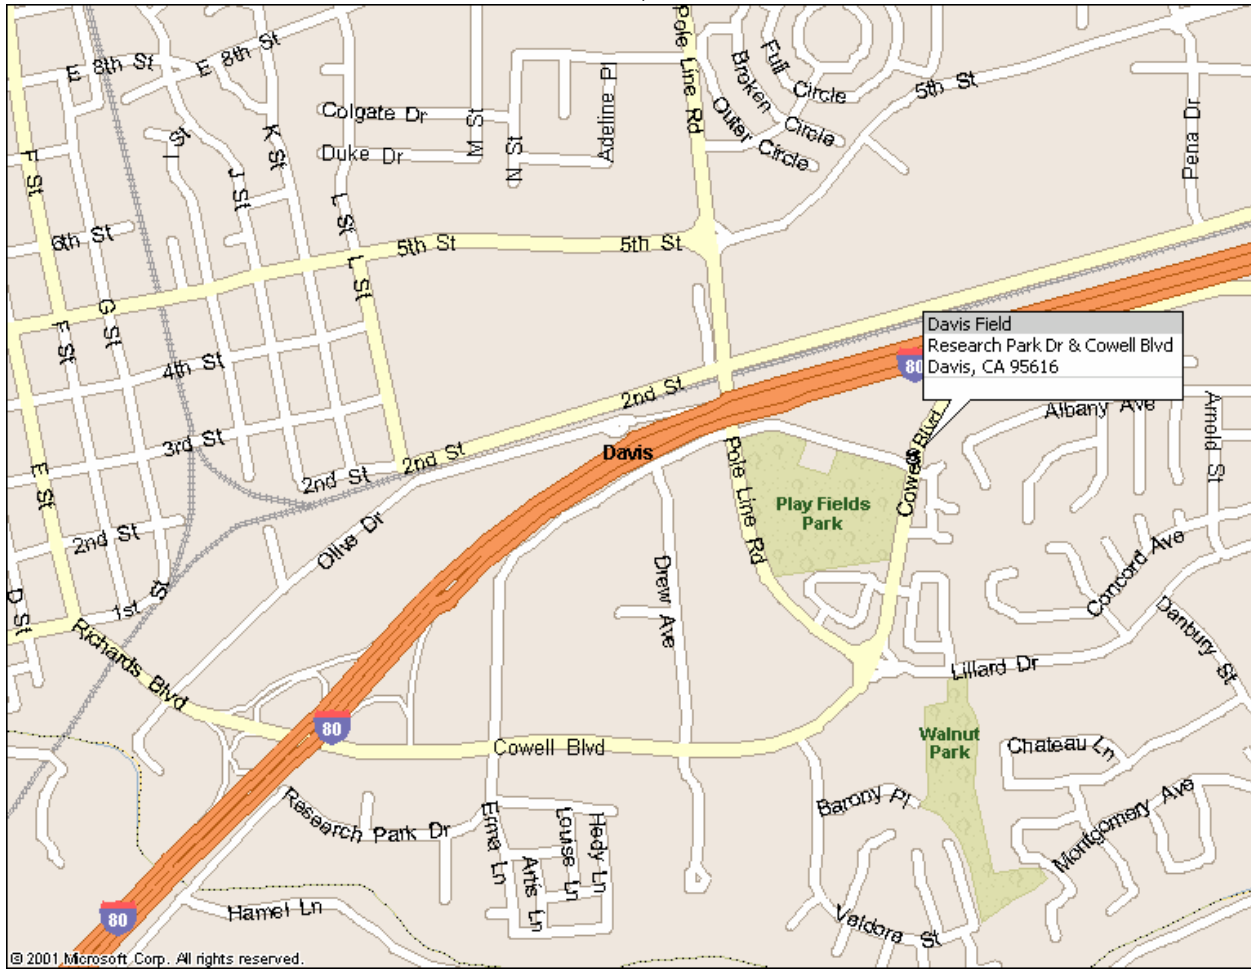 E 8th St
E 8th St
Pole Line Rd
Full Circle
Broken Circle
Outer Circle
5th St
Colgate Dr
M St
Adeline Pl
K St
I St
Duke Dr
N St
Pena Dr
F St
J St
L St
6th St
5th St
5th St
L St
G St
F St
4th St
Davis Field
Research Park Dr & Cowell Blvd
Davis, CA 95616
80
2nd St
Albany Ave
Arnold St
3rd St
2nd St
Davis
Cowell Blvd
Pole Line Rd
E St
2nd St
Play Fields
Park
2nd St
Olive Dr
Drew Ave
Concord Ave
D St
1st St
Danbury St
Richards Blvd
Lillard Dr
80
Cowell Blvd
Walnut
Park
Chateau Ln
Barony Pl
Montgomery Ave
Research Park Dr
Erma Ln
Louise Ln
Hedy Ln
Artis Ln
80
Hamel Ln
Valdora St
© 2001 Microsoft Corp. All rights reserved.